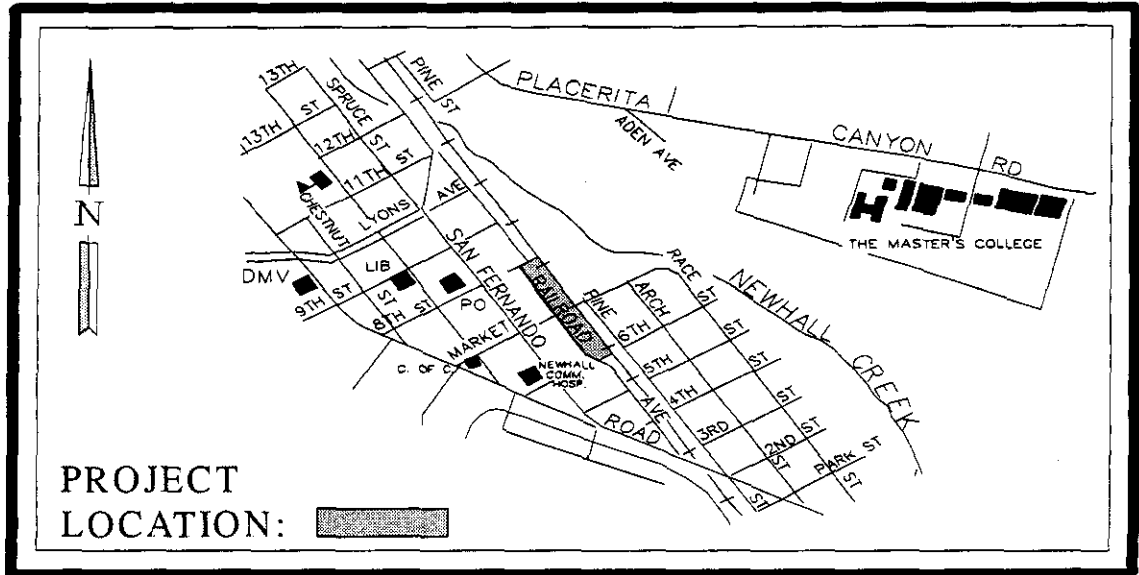 N
13TH
13TH ST
SPRUCE ST
12TH
11TH ST
PINE ST
CHESTNUT ST
LYONS AVE
DMV
LIB
9TH ST
8TH ST
PO
MARKET
C. OF C.
SAN FERNANDO ROAD
NEWHALL
COMM.
HOSP.
RAILROAD AVE
PINE ST
ARCH ST
RACE ST
6TH ST
5TH ST
4TH ST
3RD
2ND ST
PARK ST
PLACERITA CANYON RD
ADEN AVE
THE MASTER'S COLLEGE
NEWHALL CREEK
PROJECT
LOCATION: